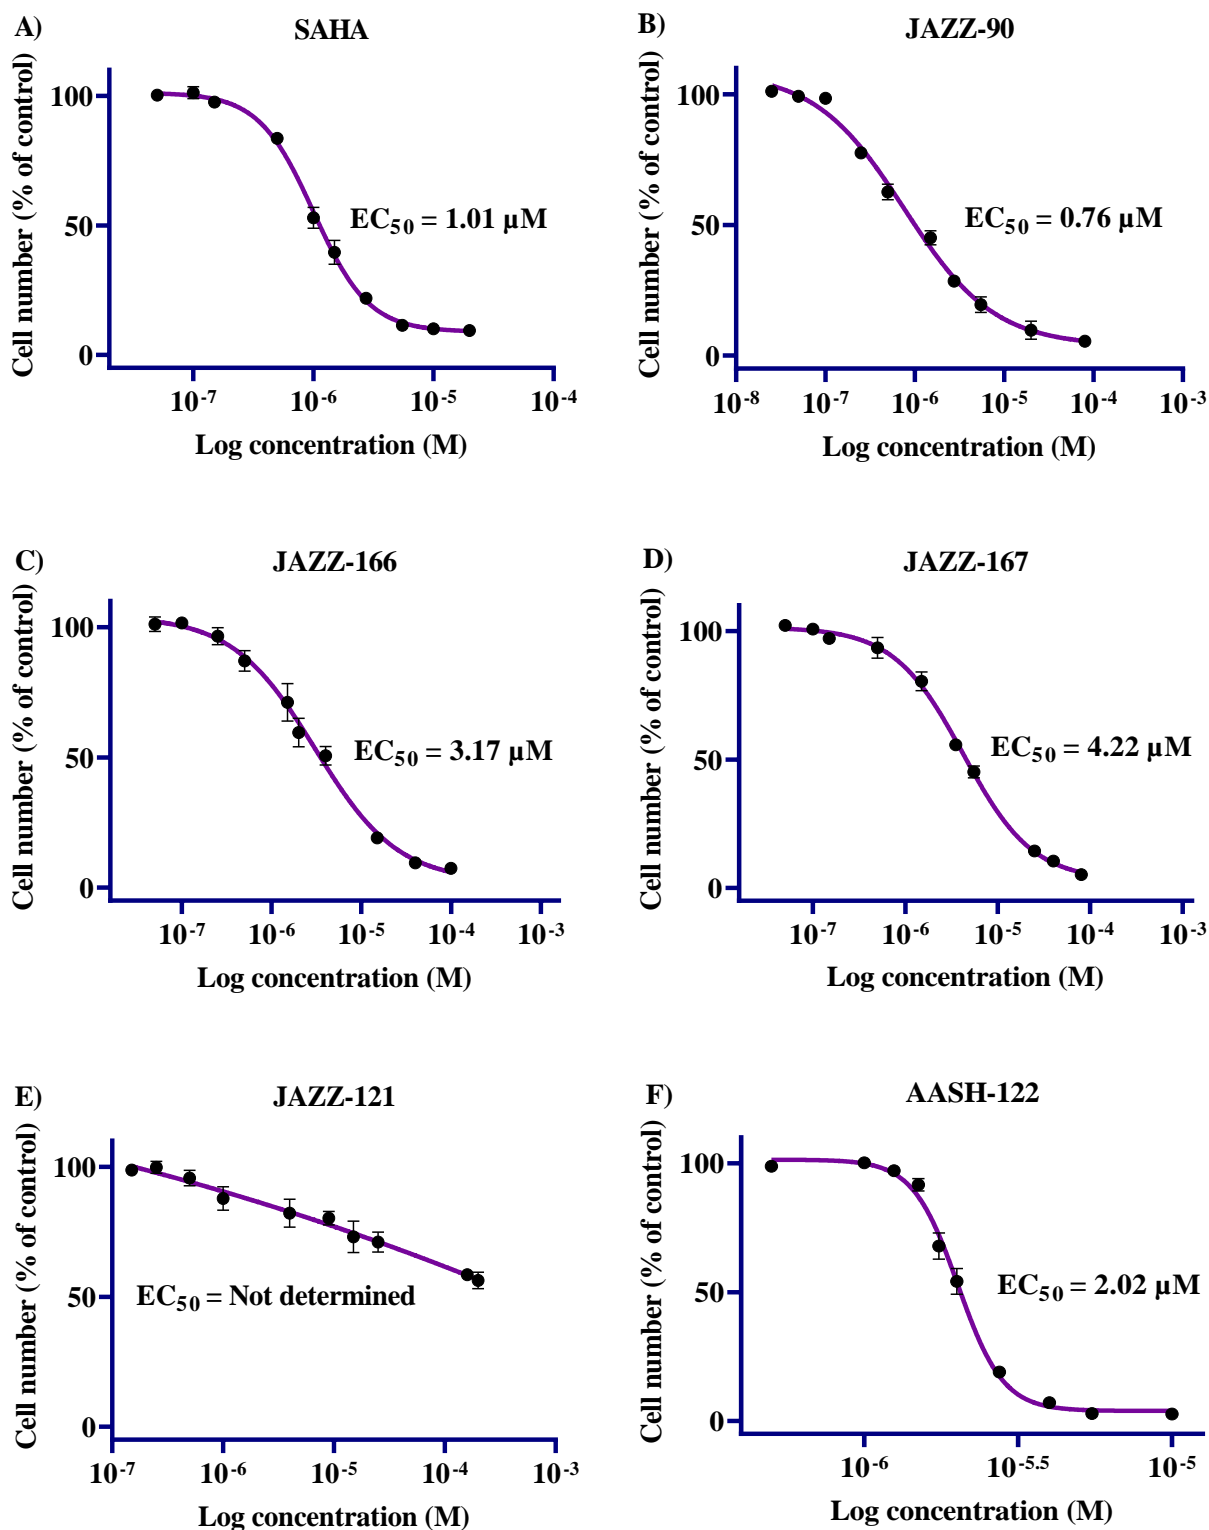 A)
SAHA
Cell number (% of control)
100
50
0
EC50 = 1.01 µM
10-7
10-6
10-5
10-4
Log concentration (M)
B)
JAZZ-90
Cell number (% of control)
100
50
0
EC50 = 0.76 µM
10-8
10-7
10-6
10-5
10-4
10-3
Log concentration (M)
C)
JAZZ-166
Cell number (% of control)
100
50
0
EC50 = 3.17 µM
10-7
10-6
10-5
10-4
10-3
Log concentration (M)
D)
JAZZ-167
Cell number (% of control)
100
50
0
EC50 = 4.22 µM
10-7
10-6
10-5
10-4
10-3
Log concentration (M)
E)
JAZZ-121
Cell number (% of control)
100
50
0
EC50 = Not determined
10-7
10-6
10-5
10-4
10-3
Log concentration (M)
F)
AASH-122
Cell number (% of control)
100
50
0
EC50 = 2.02 µM
10-6
10-5.5
10-5
Log concentration (M)